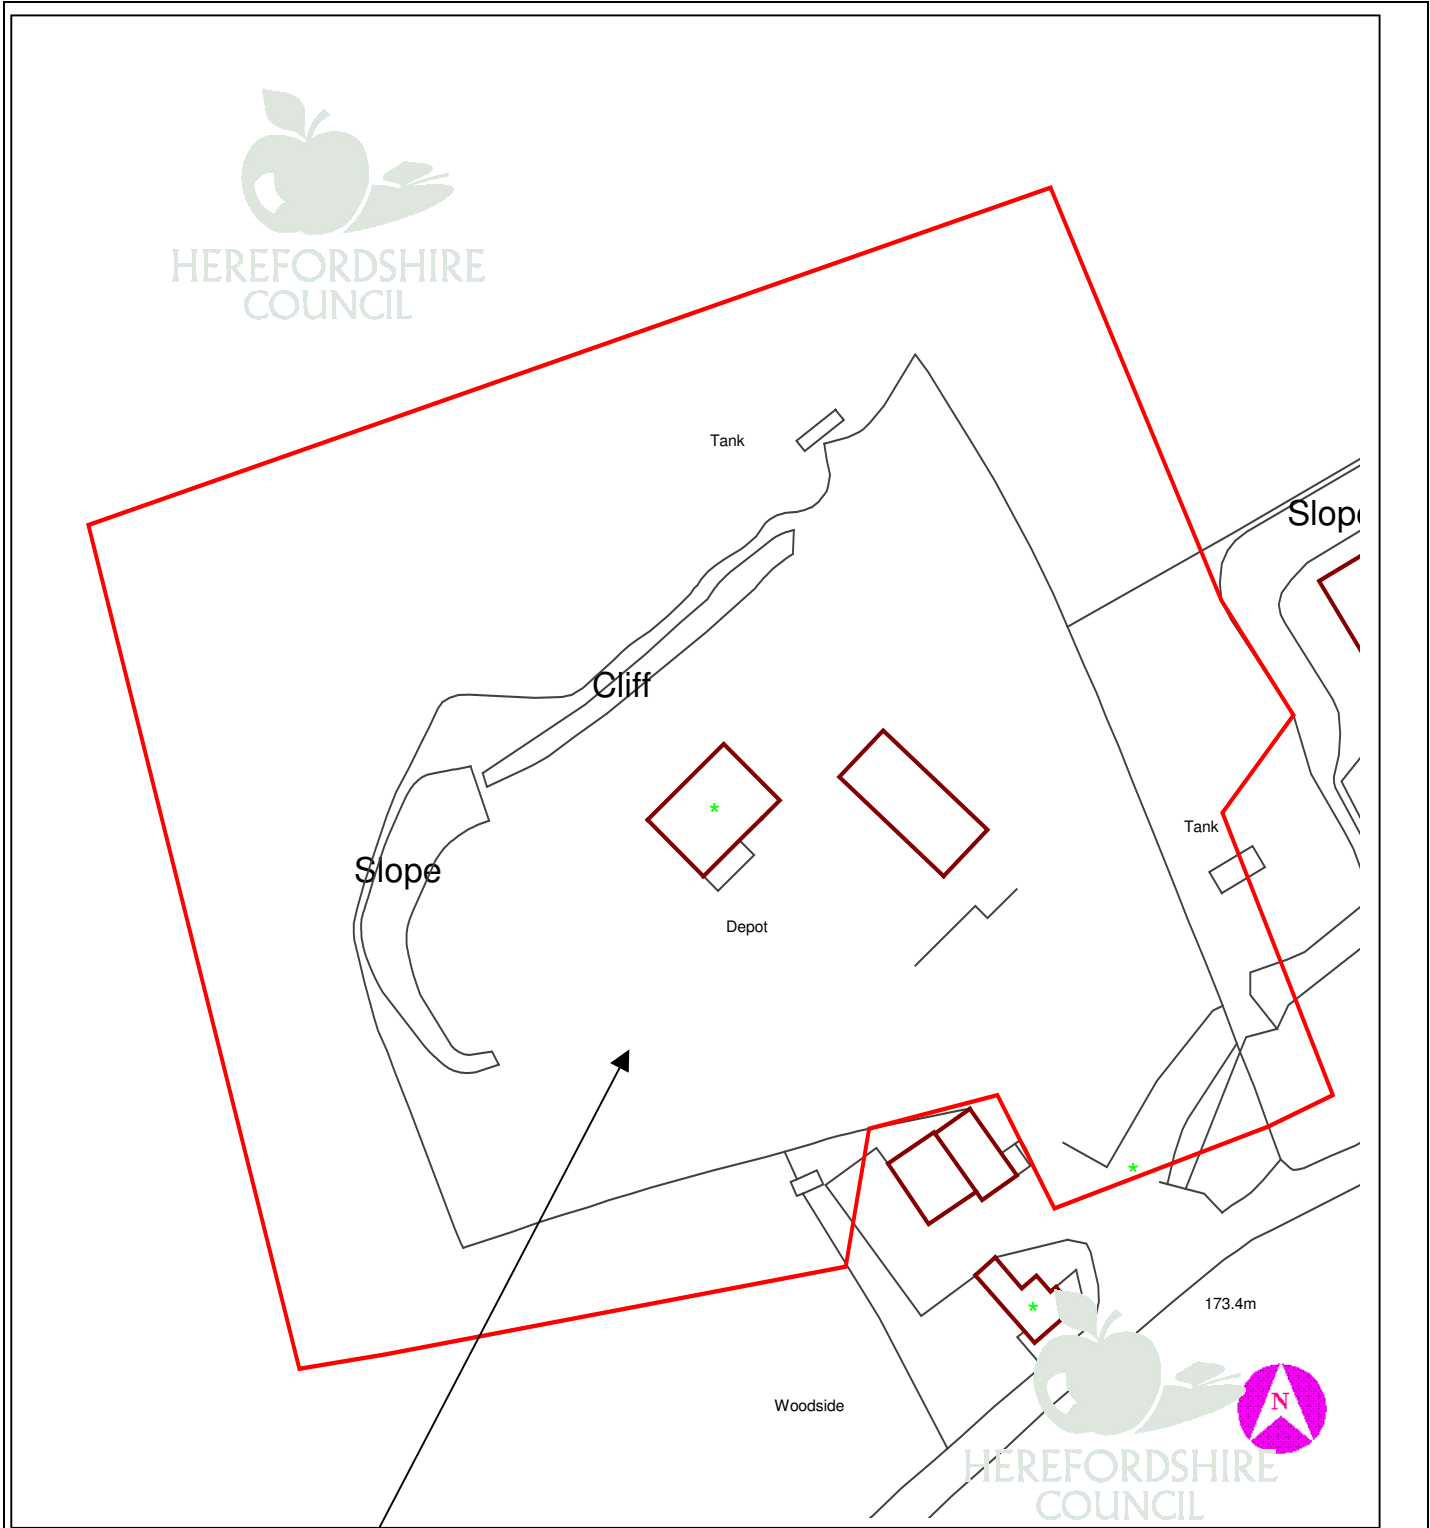 HEREFORDSHIRE
COUNCIL
Tank
Slope
Cliff
Tank
Slope
Depot
173.4m
Woodside
N
HEREFORDSHIRE
COUNCIL